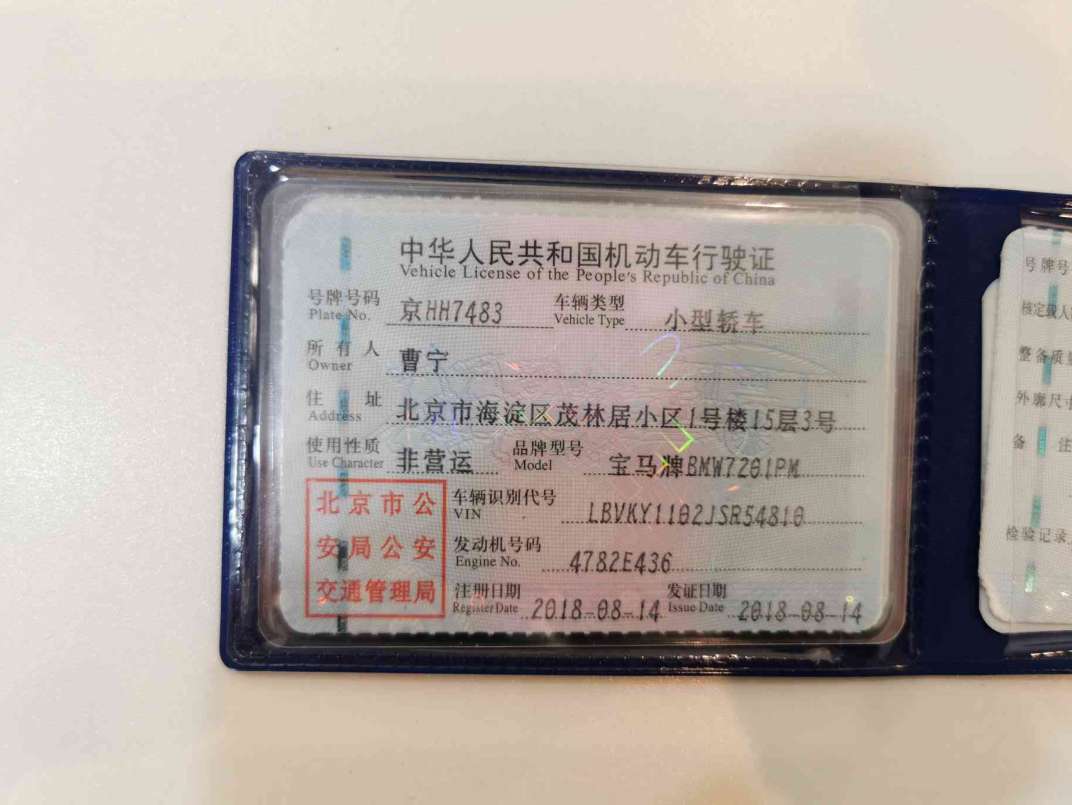 中华人民共和国机动车行驶证
Vehicle License of the People's Republic of China
号牌号码 京HH7483 车辆类型 小型轿车
Plate No. Vehicle Type
所有人 曹宁
Owner
住址 北京市海淀区茂林居小区1号楼15层3号
Address
使用性质 非营运 品牌型号 宝马牌BMW7201PM
Use Character Model
北京市公
安局公安
交通管理局
车辆识别代号 LBVKY1102JSR54810
VIN
发动机号码 4782E436
Engine No.
注册日期 2018-08-14 发证日期 2018-08-14
Register Date Issue Date
号牌号
核定载人
整备质量
外廓尺寸
备注
检验记录